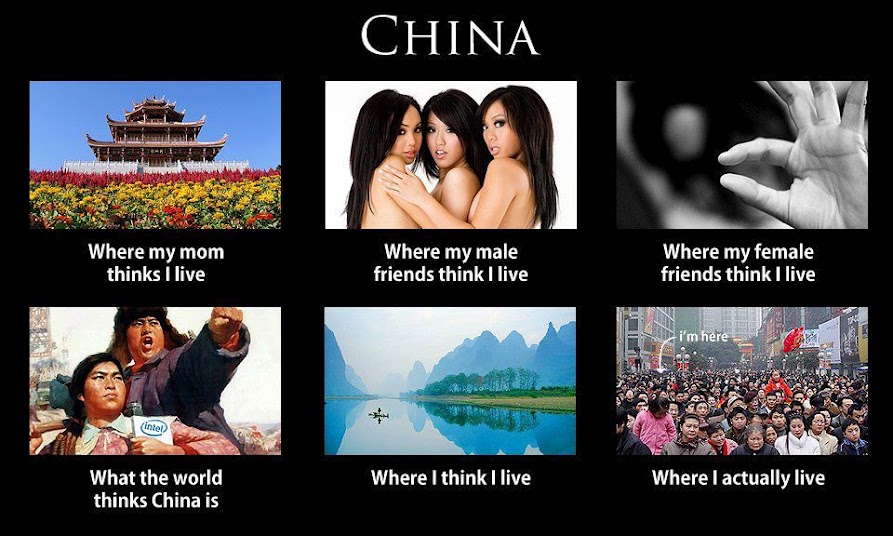 CHINA
Where my mom
thinks I live
Where my male
friends think I live
Where my female
friends think I live
intel
i'm here
What the world
thinks China is
Where I think I live
Where I actually live